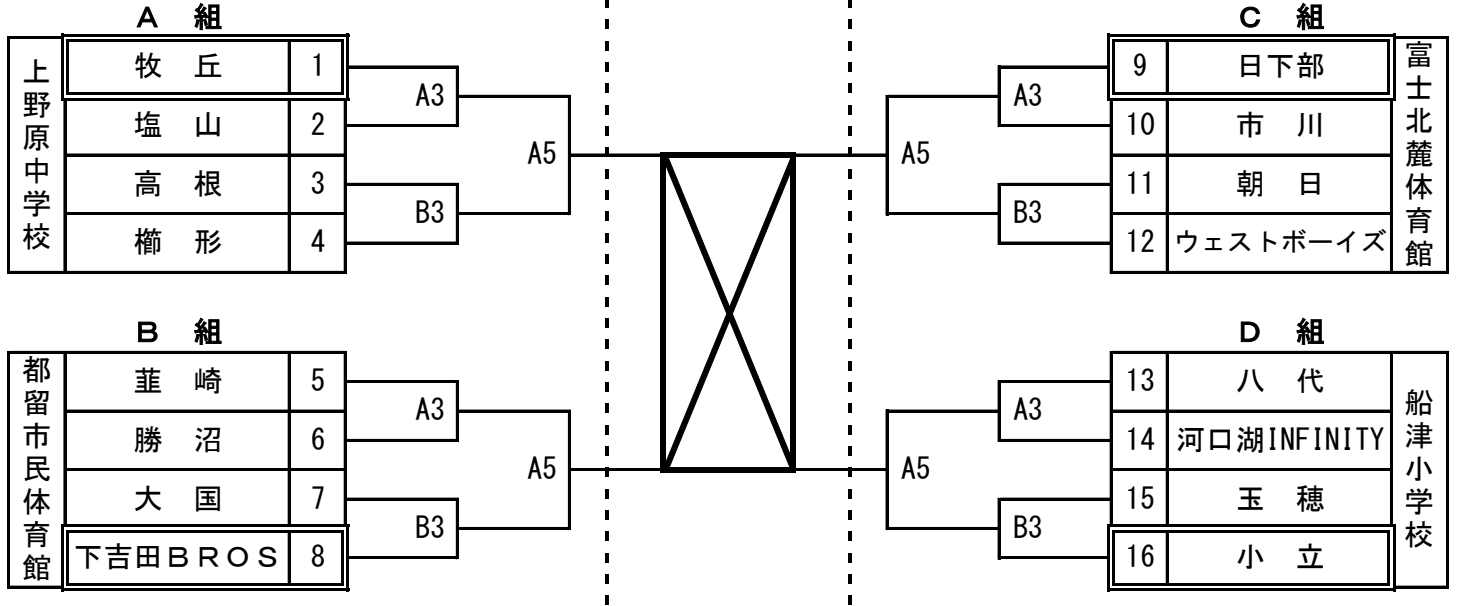 A 組
上野原中学校
牧丘 1
塩山 2
高根 3
櫛形 4
A3
B3
A5
B 組
都留市民体育館
韮崎 5
勝沼 6
大国 7
下吉田BROS 8
A3
B3
A5
C 組
富士北麓体育館
9 日下部
10 市川
11 朝日
12 ウェストボーイズ
A3
B3
A5
D 組
船津小学校
13 八代
14 河口湖INFINITY
15 玉穂
16 小立
A3
B3
A5